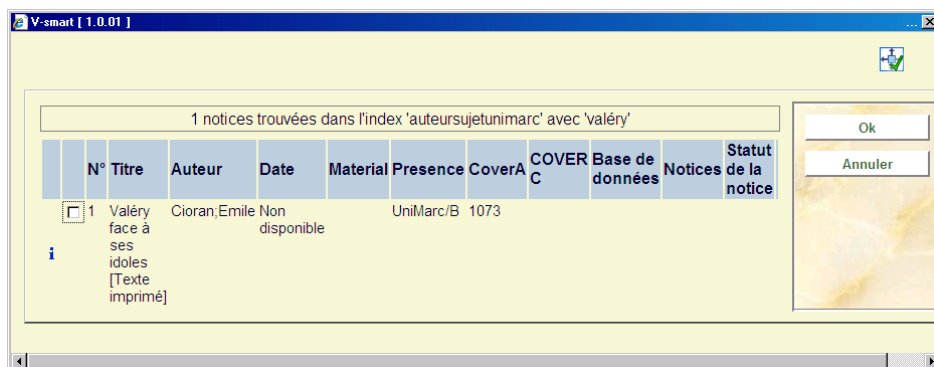 V-smart [ 1.0.01 ]
...
1 notices trouvées dans l'index 'auteursujetunimarc' avec 'valéry'
Ok
Annuler
N° Titre Auteur Date Material Presence CoverA COVER C Base de données Notices Statut de la notice
1 Valéry face à ses idoles [Texte imprimé] Cioran;Emile Non disponible UniMarc/B 1073
i